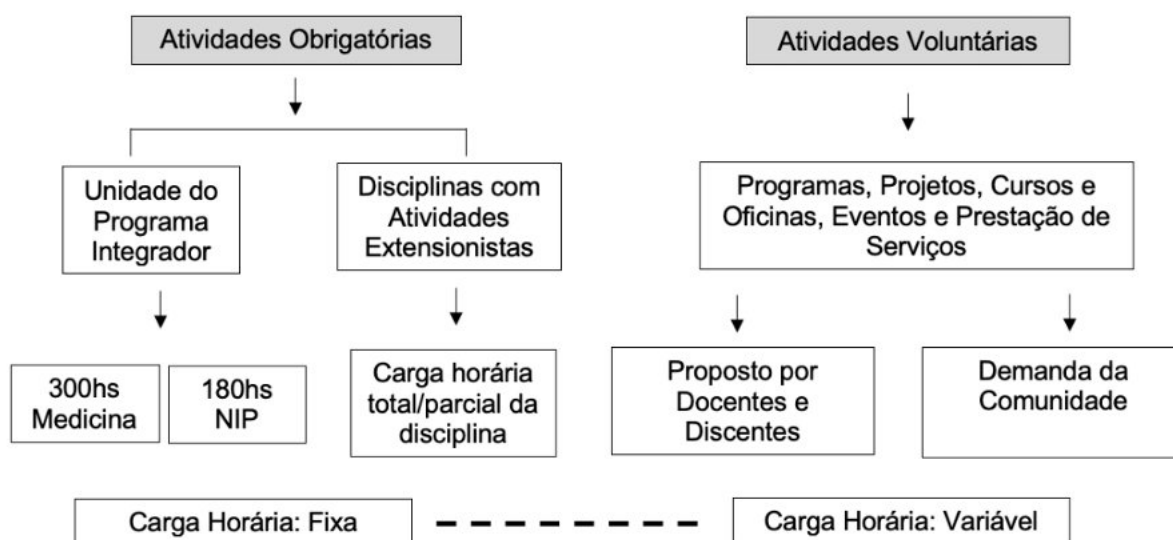 Atividades Obrigatórias
Atividades Voluntárias
Unidade do
Programa
Integrador
Disciplinas com
Atividades
Extensionistas
Programas, Projetos, Cursos e
Oficinas, Eventos e Prestação de
Serviços
300hs
Medicina
180hs
NIP
Carga horária
total/parcial da
disciplina
Proposto por
Docentes e
Discentes
Demanda da
Comunidade
Carga Horária: Fixa
Carga Horária: Variável